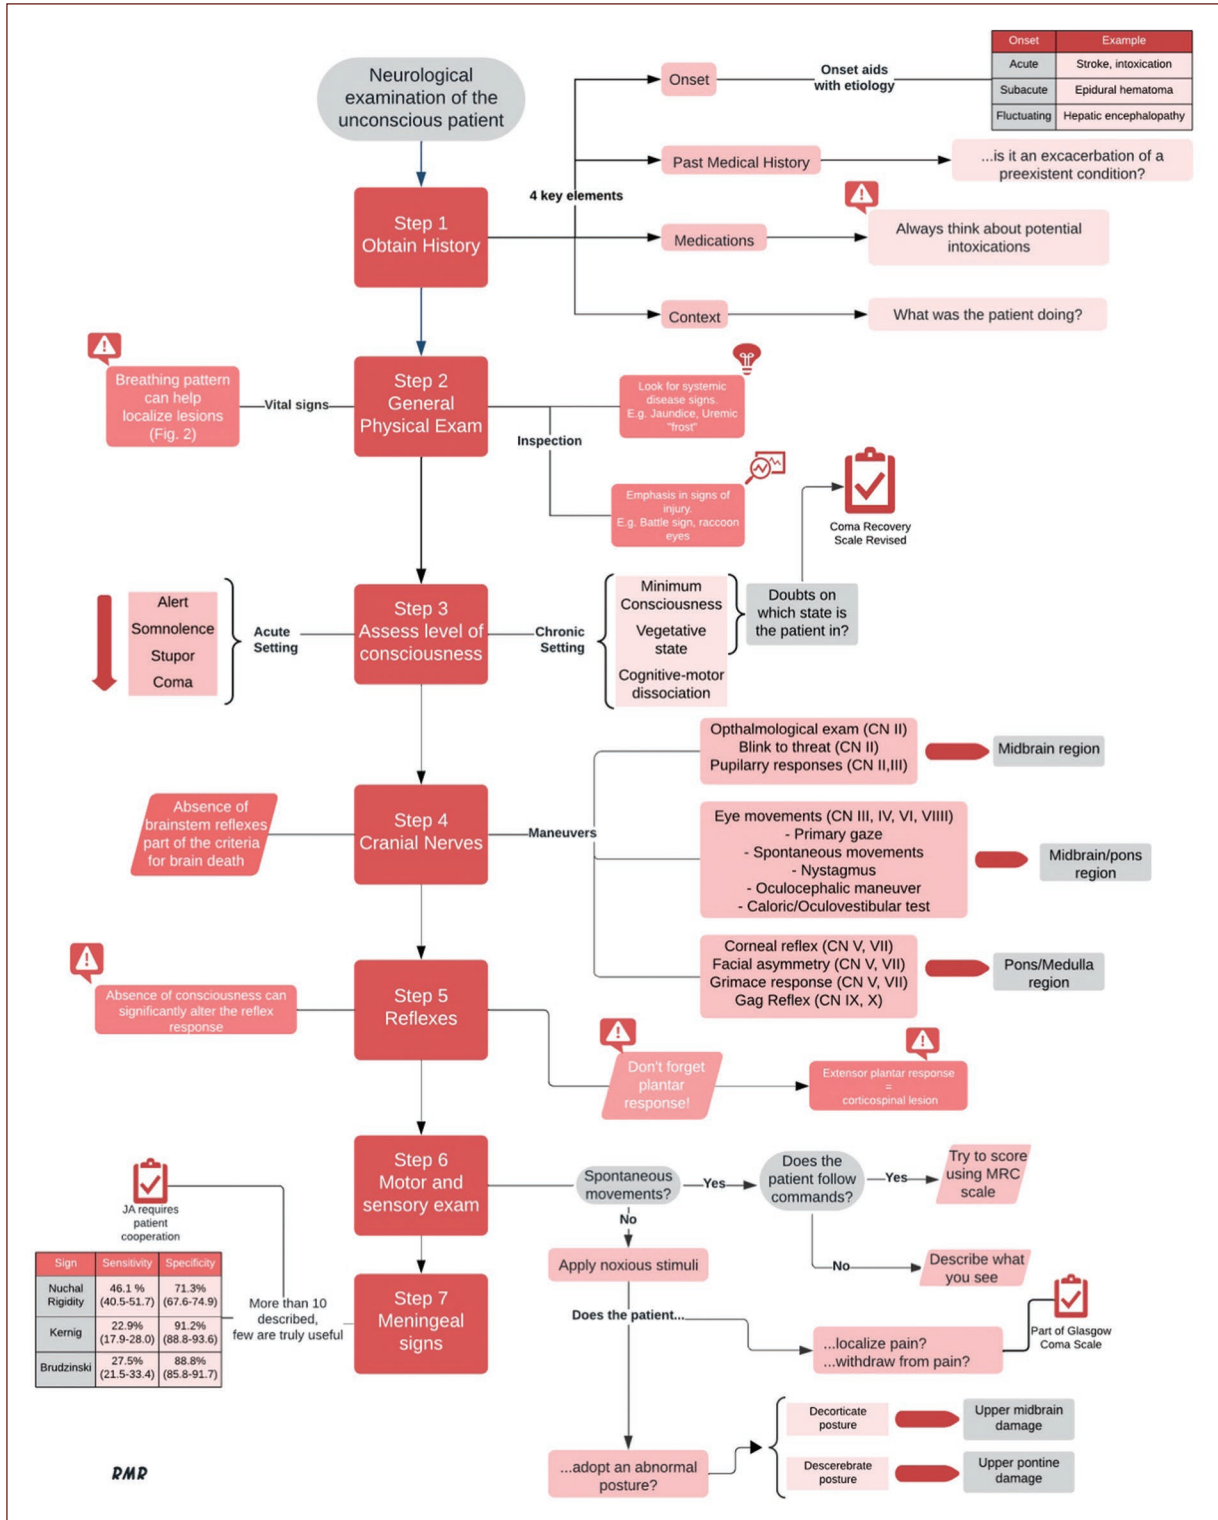 Neurological
examination of the
unconscious patient
Step 1
Obtain History
4 key elements
Onset
Onset aids
with etiology
Onset Example
Acute Stroke, intoxication
Subacute Epidural hematoma
Fluctuating Hepatic encephalopathy
Past Medical History
...is it an excacerbation of a
preexistent condition?
Medications
Always think about potential
intoxications
Context
What was the patient doing?
Step 2
General
Physical Exam
Vital signs
Breathing pattern
can help
localize lesions
(Fig. 2)
Inspection
Look for systemic
disease signs.
E.g. Jaundice, Uremic
"frost"
Emphasis in signs of
injury.
E.g. Battle sign, raccoon
eyes
Step 3
Assess level of
consciousness
Acute
Setting
Alert
Somnolence
Stupor
Coma
Chronic
Setting
Minimum
Consciousness
Vegetative
state
Cognitive-motor
dissociation
Doubts on
which state is
the patient in?
Coma Recovery
Scale Revised
Step 4
Cranial Nerves
Absence of
brainstem reflexes
part of the criteria
for brain death
Maneuvers
Opthalmological exam (CN II)
Blink to threat (CN II)
Pupilarry responses (CN II,III)
Midbrain region
Eye movements (CN III, IV, VI, VIIII)
- Primary gaze
- Spontaneous movements
- Nystagmus
- Oculocephalic maneuver
- Caloric/Oculovestibular test
Midbrain/pons
region
Corneal reflex (CN V, VII)
Facial asymmetry (CN V, VII)
Grimace response (CN V, VII)
Gag Reflex (CN IX, X)
Pons/Medulla
region
Step 5
Reflexes
Absence of consciousness can
significantly alter the reflex
response
Don't forget
plantar
response!
Extensor plantar response
=
corticospinal lesion
Step 6
Motor and
sensory exam
Spontaneous
movements?
Yes
Does the
patient follow
commands?
Yes
Try to score
using MRC
scale
No
Describe what
you see
No
Apply noxious stimuli
Does the patient...
...localize pain?
...withdraw from pain?
Part of Glasgow
Coma Scale
...adopt an abnormal
posture?
Decorticate
posture
Upper midbrain
damage
Descerebrate
posture
Upper pontine
damage
Step 7
Meningeal
signs
More than 10
described,
few are truly useful
JA requires
patient
cooperation
Sign Sensitivity Specificity
Nuchal
Rigidity
46.1 %
(40.5-51.7)
71.3%
(67.6-74.9)
Kernig
22.9%
(17.9-28.0)
91.2%
(88.8-93.6)
Brudzinski
27.5%
(21.5-33.4)
88.8%
(85.8-91.7)
RMR